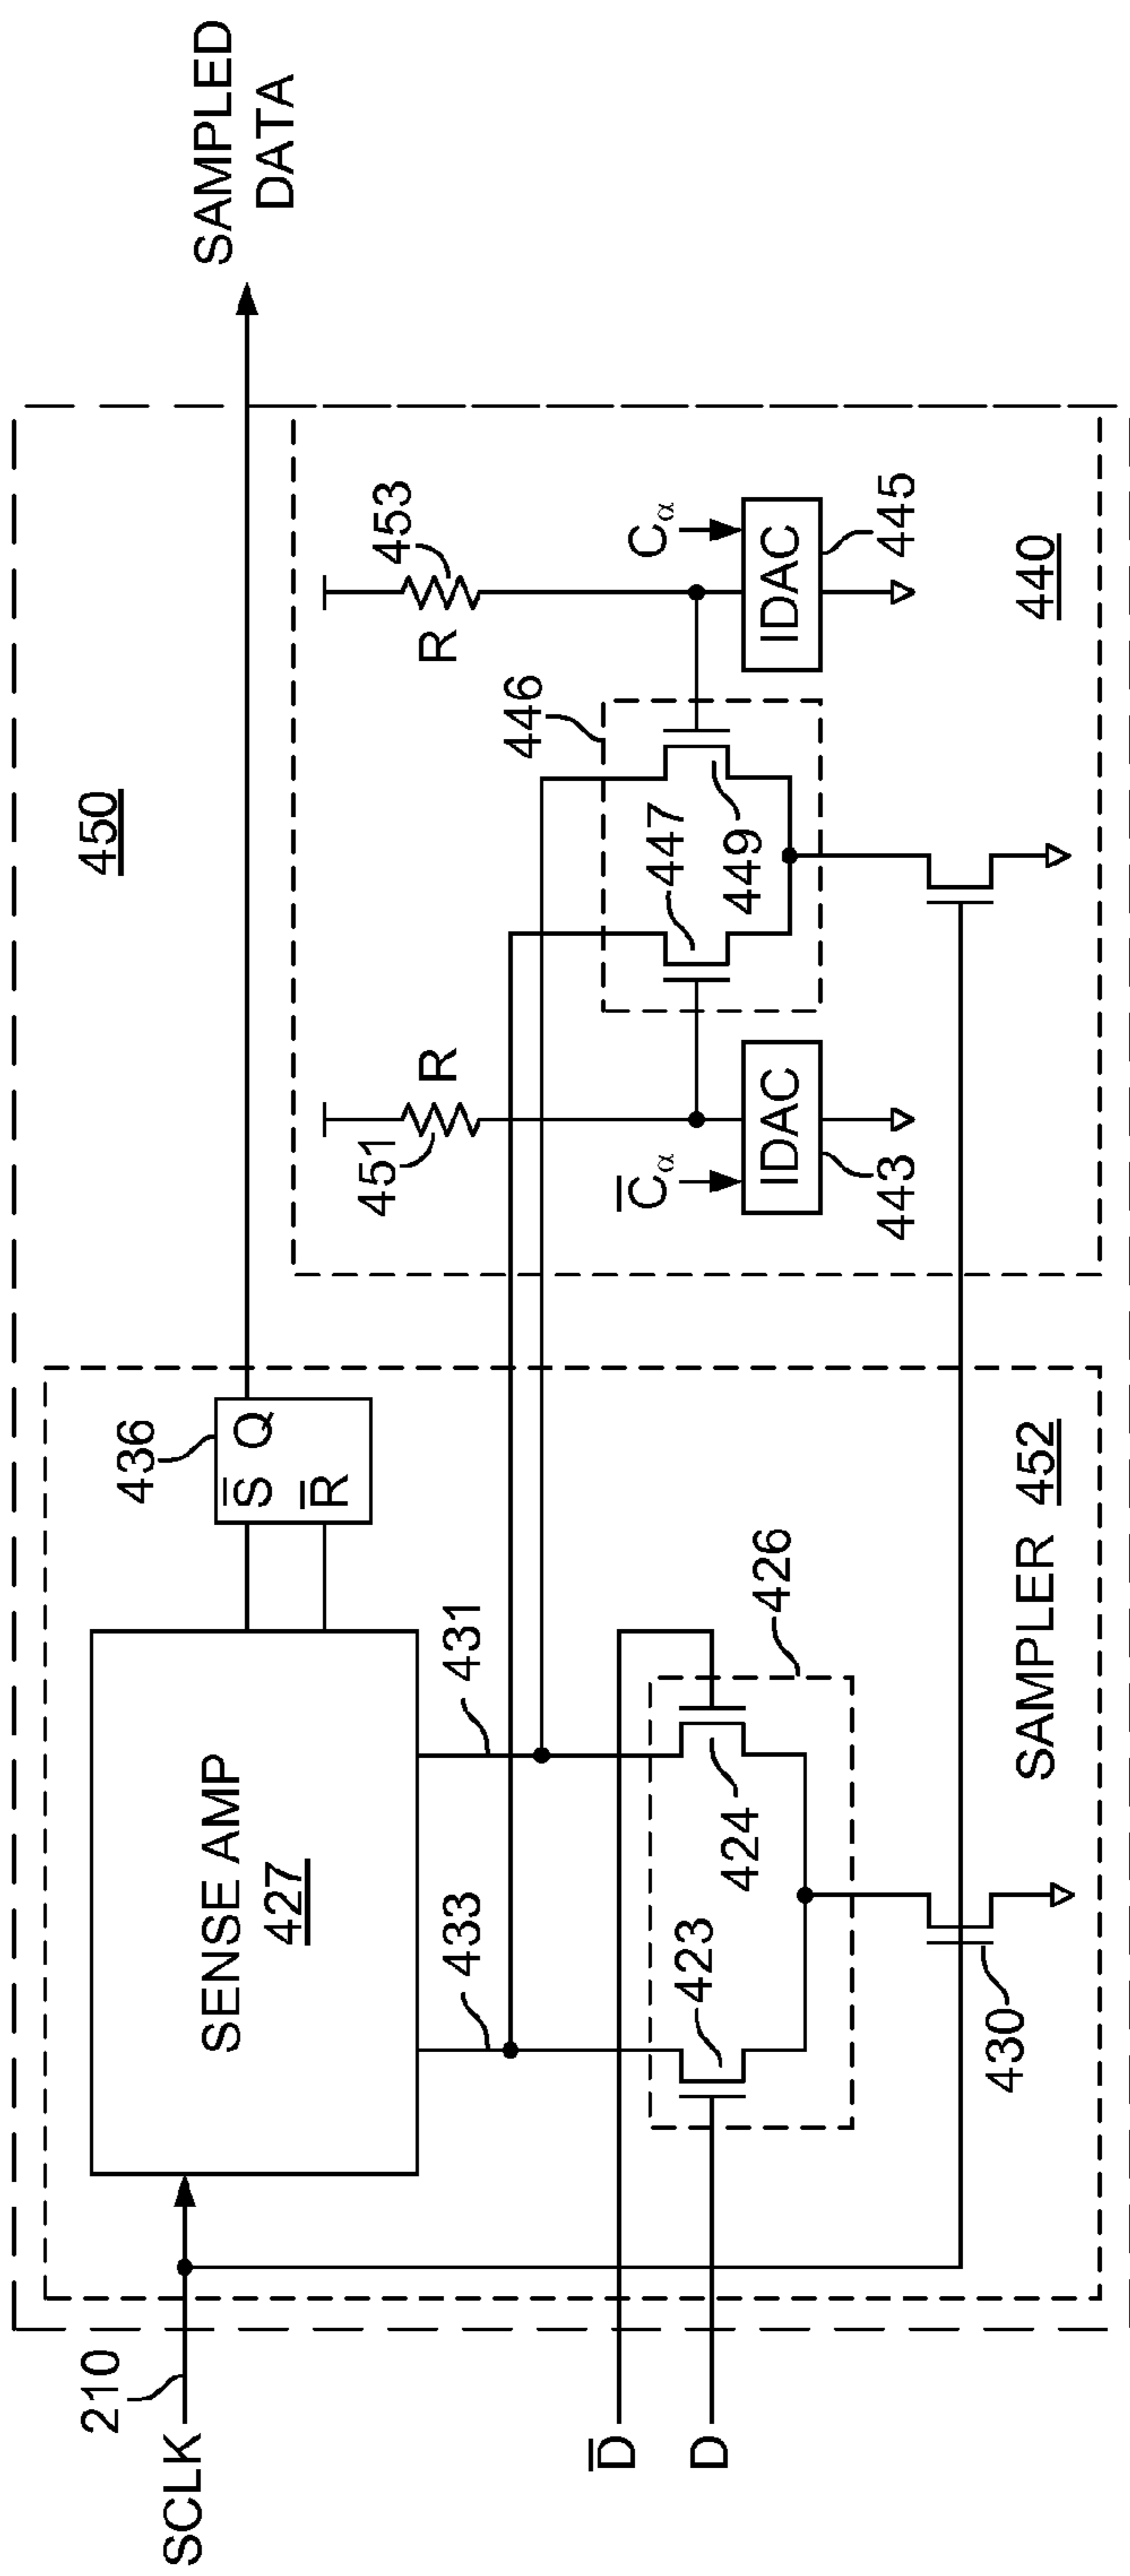 SAMPLED
DATA
450
453
R
Cα
IDAC
445
440
446
447
449
451
R
C̅α
IDAC
443
436
S̅ Q
R̅
SENSE AMP
427
431
433
426
424
423
430
SAMPLER 452
210
SCLK
D̅
D